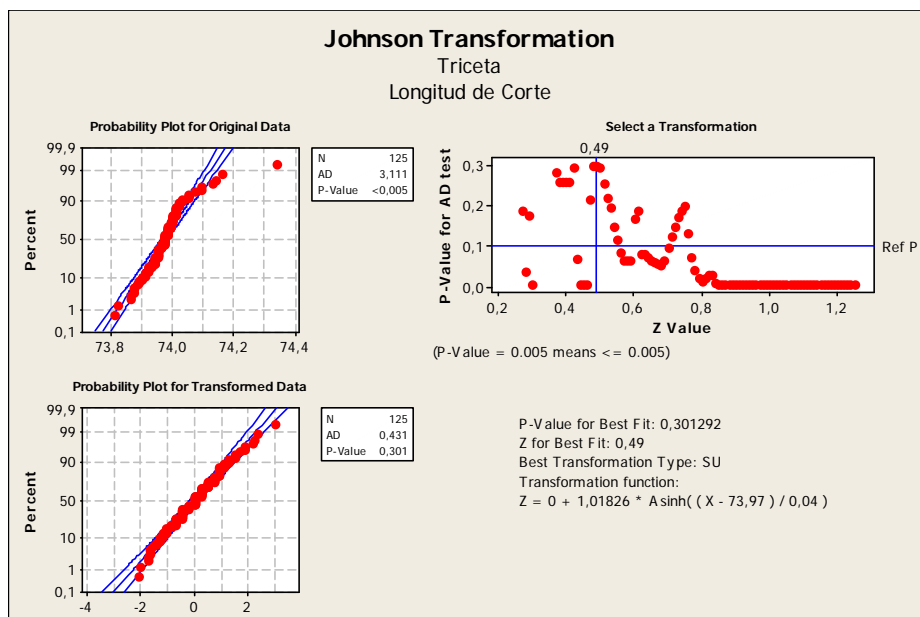 Johnson Transformation
Triceta
Longitud de Corte
Probability Plot for Original Data
99,9
99
90
50
10
1
0,1
Percent
73,8 74,0 74,2 74,4
N 125
AD 3,111
P-Value <0,005
Select a Transformation
0,49
0,3
0,2
0,1
0,0
P-Value for AD test
Ref P
0,2 0,4 0,6 0,8 1,0 1,2
Z Value
(P-Value = 0.005 means <= 0.005)
Probability Plot for Transformed Data
99,9
99
90
50
10
1
0,1
Percent
-4 -2 0 2
N 125
AD 0,431
P-Value 0,301
P-Value for Best Fit: 0,301292
Z for Best Fit: 0,49
Best Transformation Type: SU
Transformation function:
Z = 0 + 1,01826 * Asinh( ( X - 73,97 ) / 0,04 )